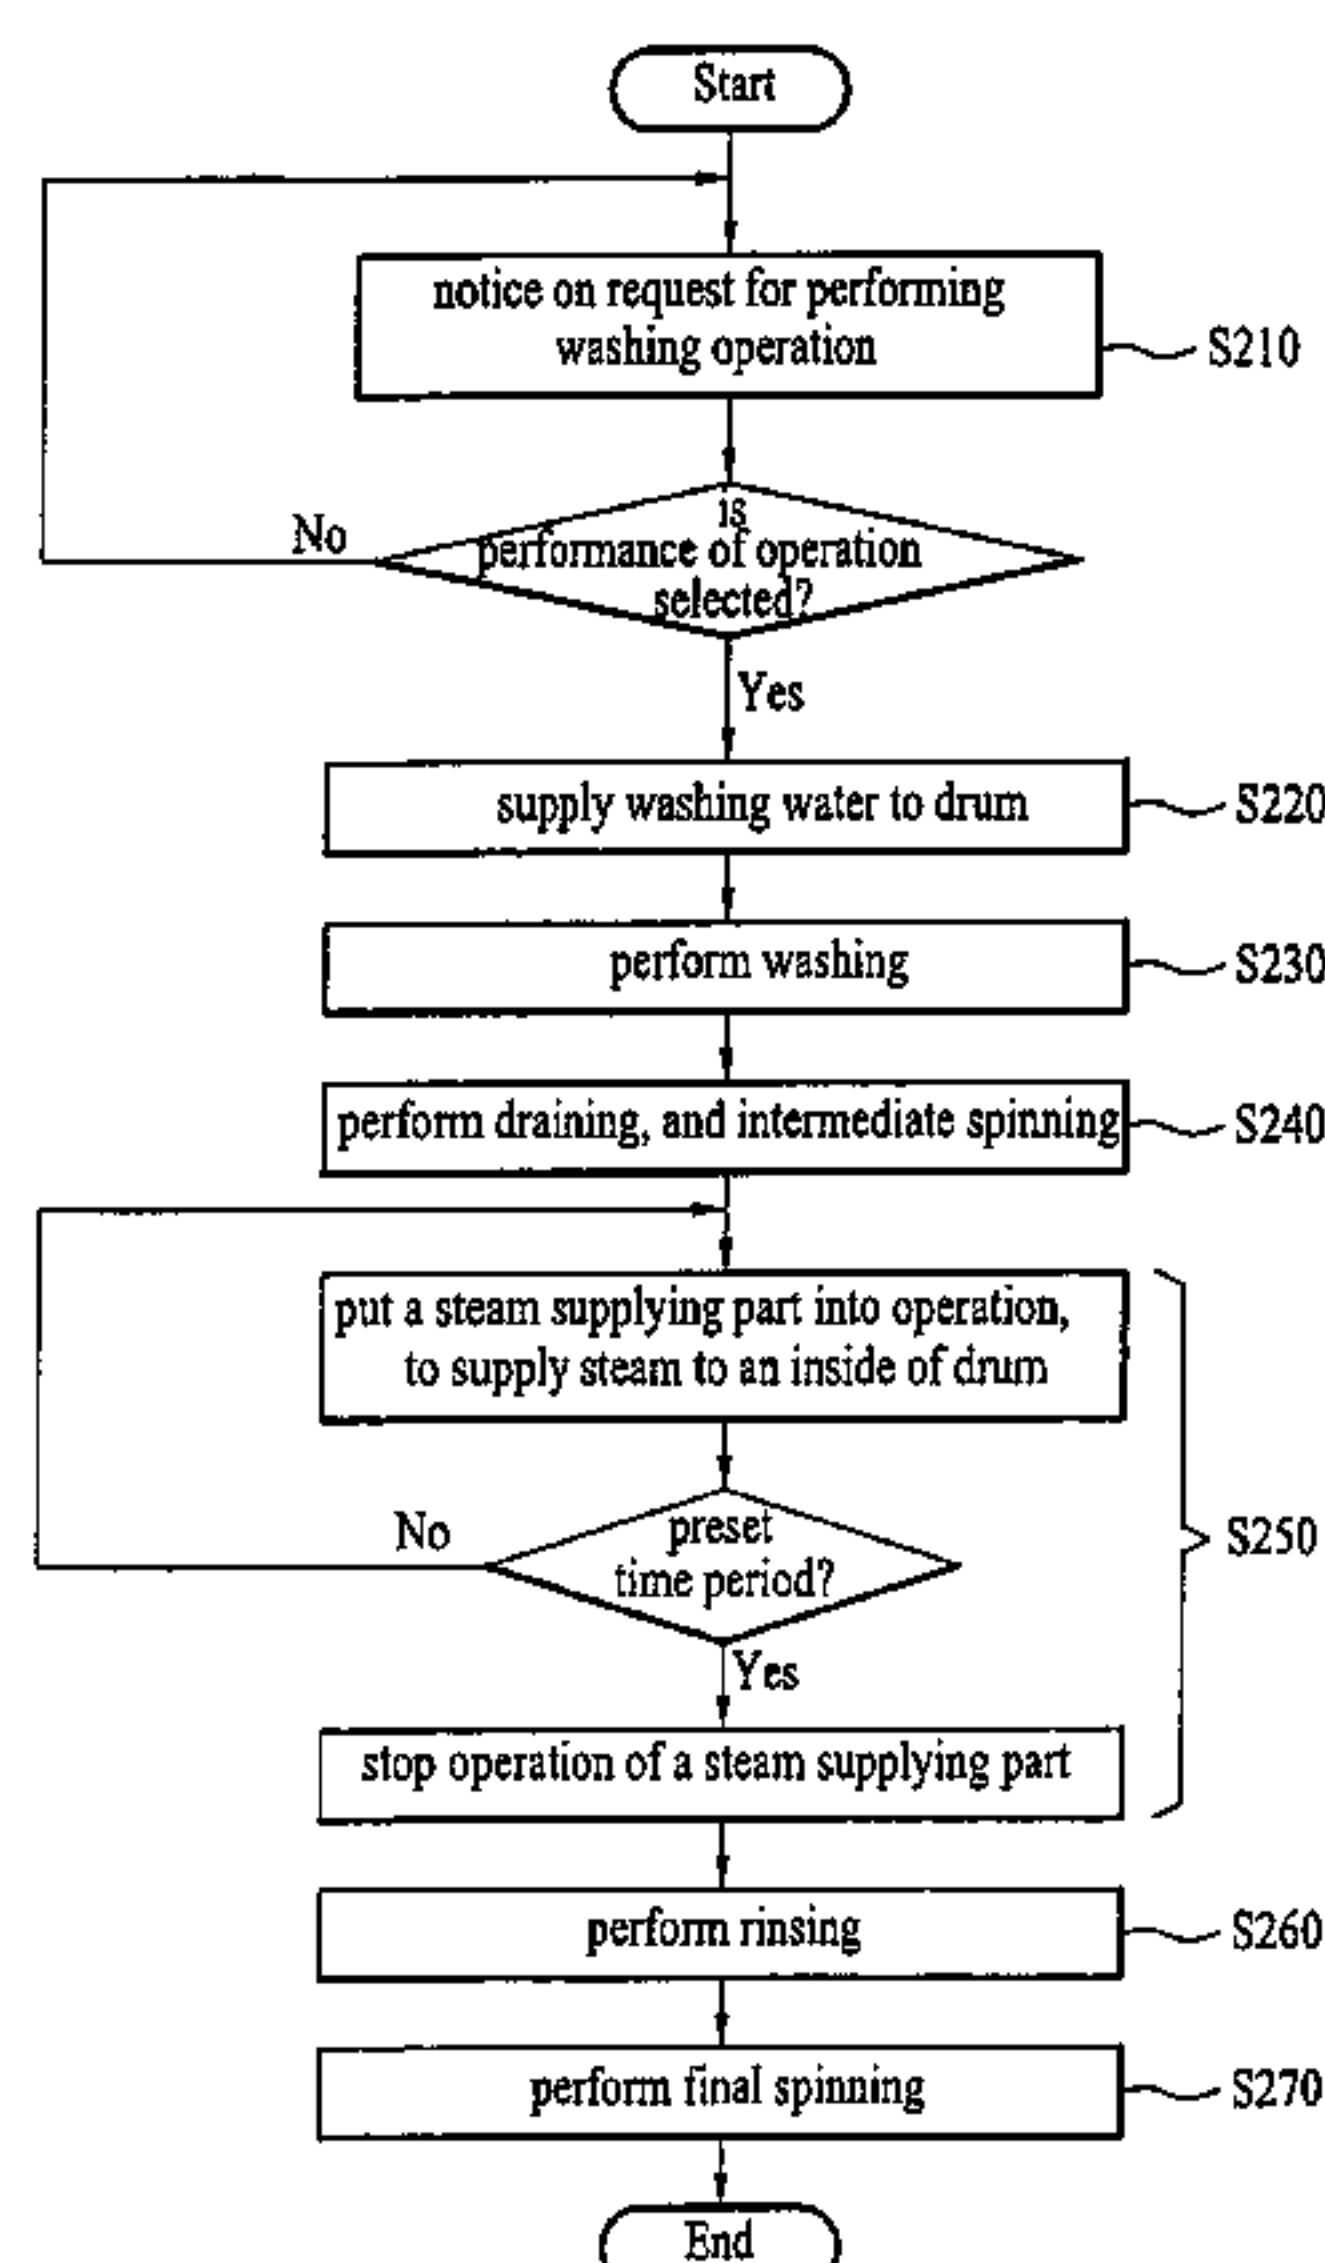 Start
notice on request for performing
washing operation
S210
is
performance of operation
selected?
No
Yes
supply washing water to drum
S220
perform washing
S230
perform draining, and intermediate spinning
S240
put a steam supplying part into operation,
to supply steam to an inside of drum
preset
time period?
No
S250
Yes
stop operation of a steam supplying part
perform rinsing
S260
perform final spinning
S270
End